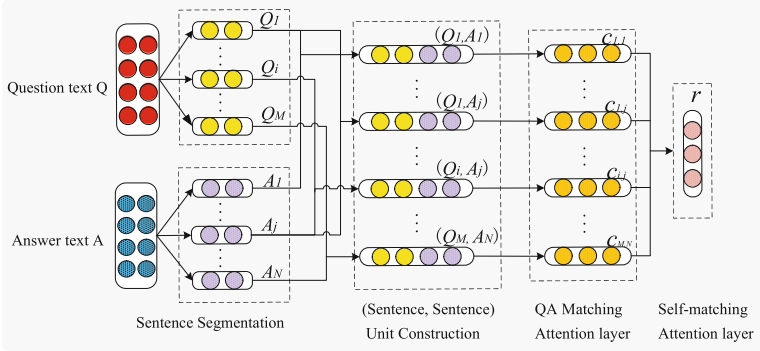 Question text Q
Q1
Qi
QM
Answer text A
A1
Aj
AN
Sentence Segmentation
(Q1,A1)
(Q1,Aj)
(Qi, Aj)
(QM, AN)
(Sentence, Sentence)
Unit Construction
c1,1
c1,j
ci,j
cM,N
QA Matching
Attention layer
r
Self-matching
Attention layer